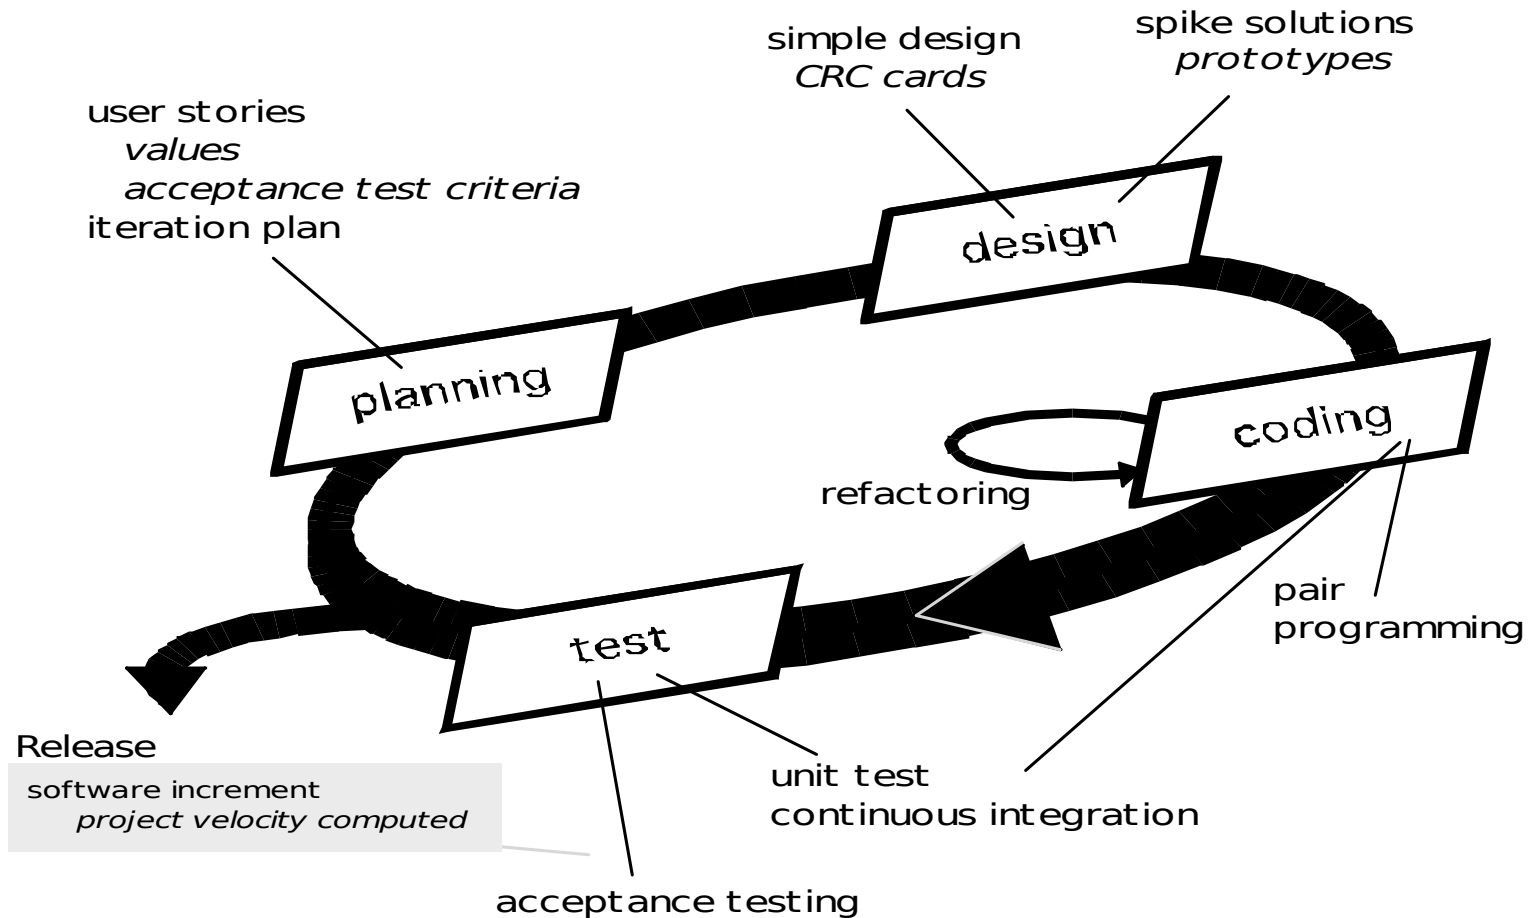 spike solutions
prototypes
simple design
CRC cards
user stories
values
acceptance test criteria
iteration plan
design
planning
coding
refactoring
pair
programming
test
Release
software increment
project velocity computed
unit test
continuous integration
acceptance testing